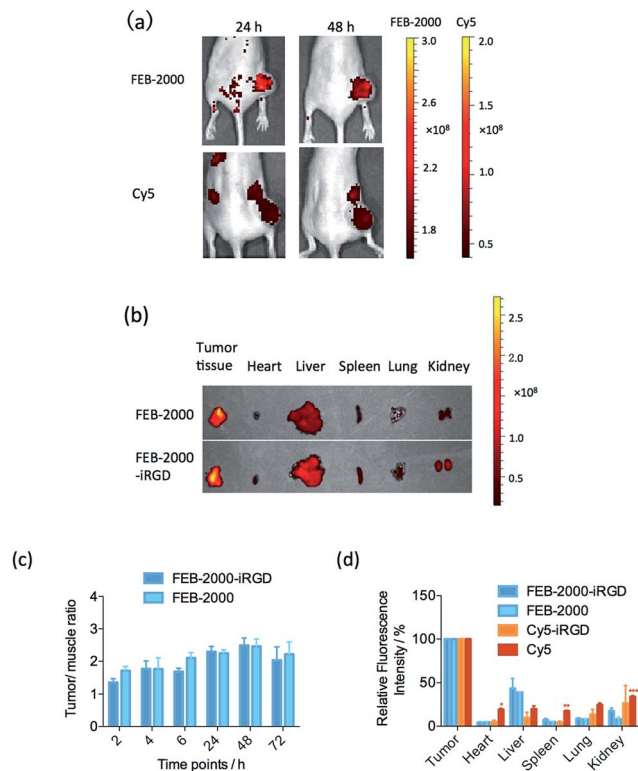 (a)
24 h
48 h
FEB-2000
Cy5
FEB-2000
Cy5
3.0
2.6
×10⁸
2.2
1.8
2.0
1.5
×10⁸
1.0
0.5
(b)
Tumor tissue
Heart
Liver
Spleen
Lung
Kidney
FEB-2000
FEB-2000
-iRGD
2.5
2.0
×10⁸
1.5
1.0
0.5
(c)
FEB-2000-iRGD
FEB-2000
Tumor/ muscle ratio
4
3
2
1
0
2
4
6
24
48
72
Time points / h
(d)
FEB-2000-iRGD
FEB-2000
Cy5-iRGD
Cy5
Relative Fluorescence
Intensity / %
150
100
50
0
*
**
***
Tumor
Heart
Liver
Spleen
Lung
Kidney